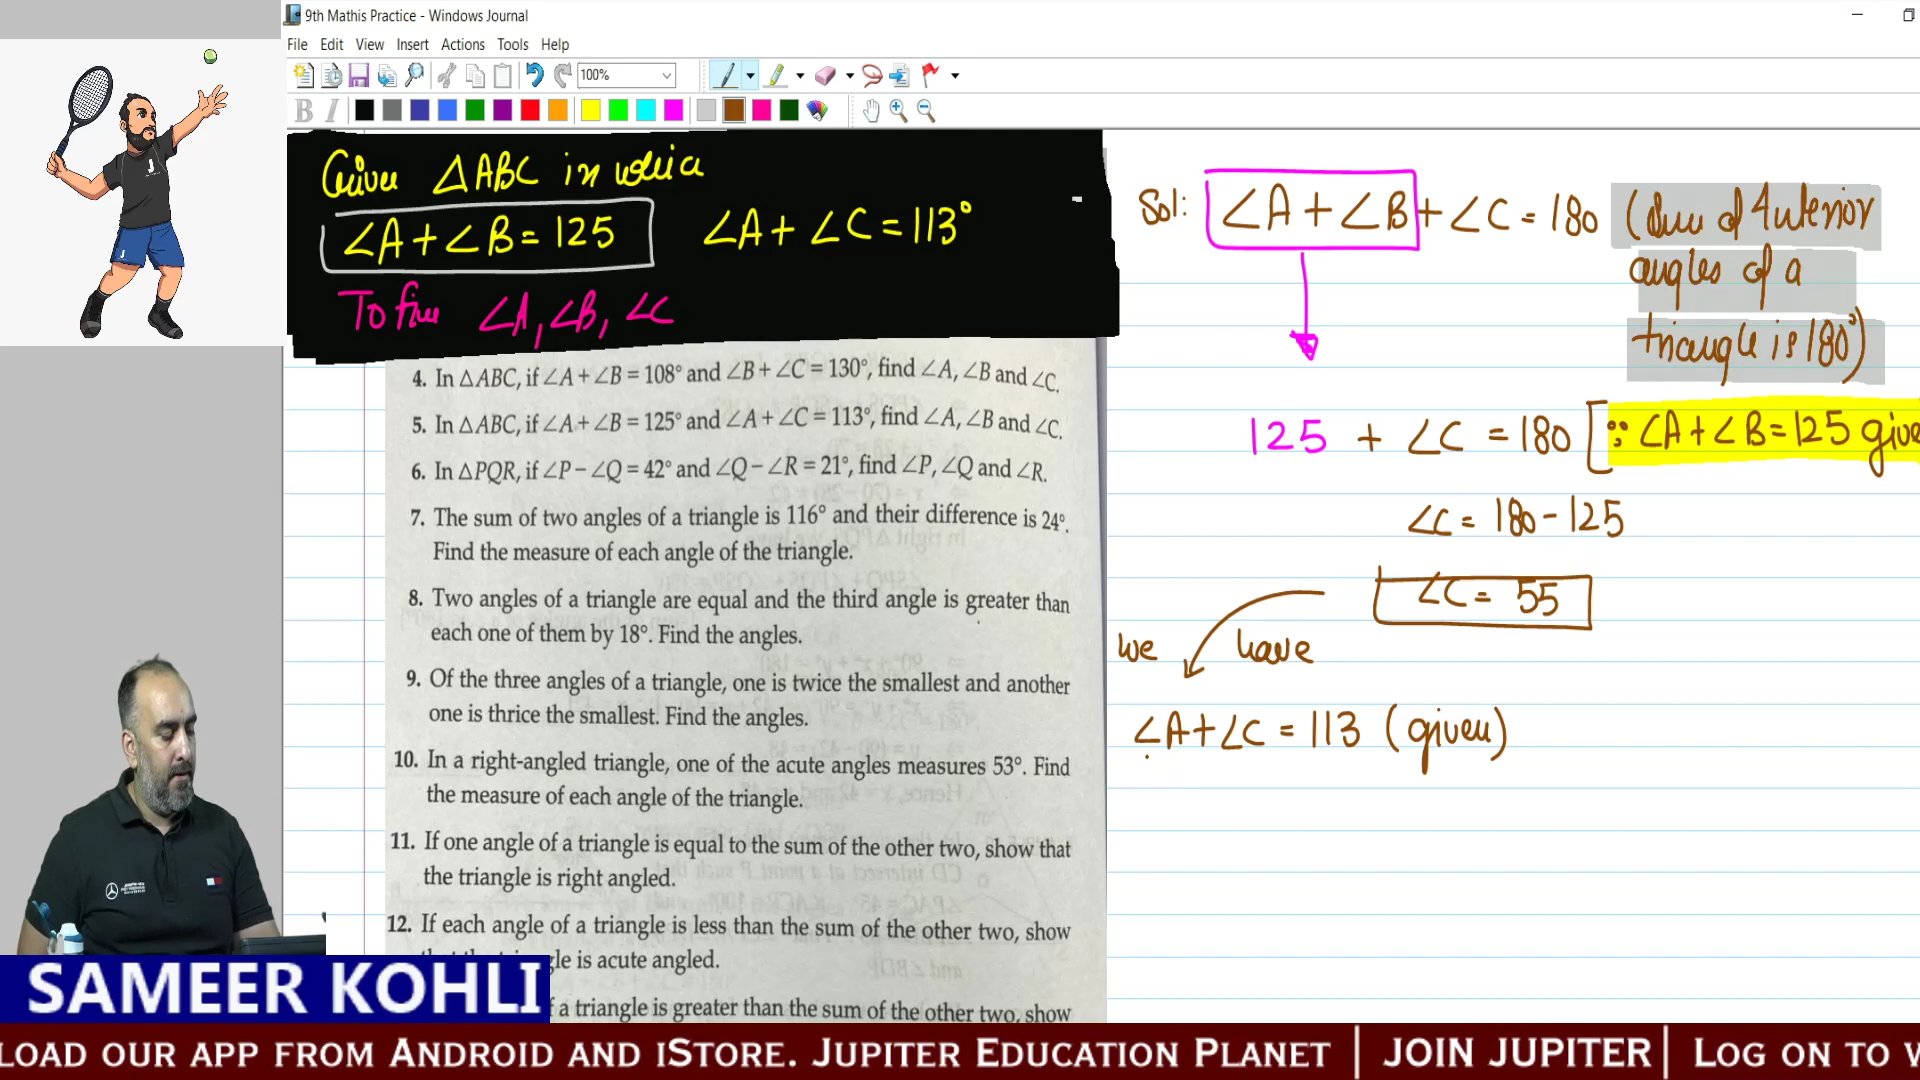 9th Mathis Practice - Windows Journal
File Edit View Insert Actions Tools Help
100%
B I
Given △ABC in which
∠A + ∠B = 125 ∠A + ∠C = 113°
To find ∠A, ∠B, ∠C
4. In △ABC, if ∠A + ∠B = 108° and ∠B + ∠C = 130°, find ∠A, ∠B and ∠C.
5. In △ABC, if ∠A + ∠B = 125° and ∠A + ∠C = 113°, find ∠A, ∠B and ∠C.
6. In △PQR, if ∠P − ∠Q = 42° and ∠Q − ∠R = 21°, find ∠P, ∠Q and ∠R.
7. The sum of two angles of a triangle is 116° and their difference is 24°.
Find the measure of each angle of the triangle.
8. Two angles of a triangle are equal and the third angle is greater than
each one of them by 18°. Find the angles.
9. Of the three angles of a triangle, one is twice the smallest and another
one is thrice the smallest. Find the angles.
10. In a right-angled triangle, one of the acute angles measures 53°. Find
the measure of each angle of the triangle.
11. If one angle of a triangle is equal to the sum of the other two, show that
the triangle is right angled.
12. If each angle of a triangle is less than the sum of the other two, show
le is acute angled.
f a triangle is greater than the sum of the other two, show
Sol: ∠A + ∠B + ∠C = 180 (Sum of Interior
angles of a
triangle is 180°)
125 + ∠C = 180 [∵ ∠A + ∠B = 125 give
∠C = 180 - 125
∠C = 55
we have
∠A + ∠C = 113 (given)
SAMEER KOHLI
LOAD OUR APP FROM ANDROID AND ISTORE. JUPITER EDUCATION PLANET | JOIN JUPITER | LOG ON TO